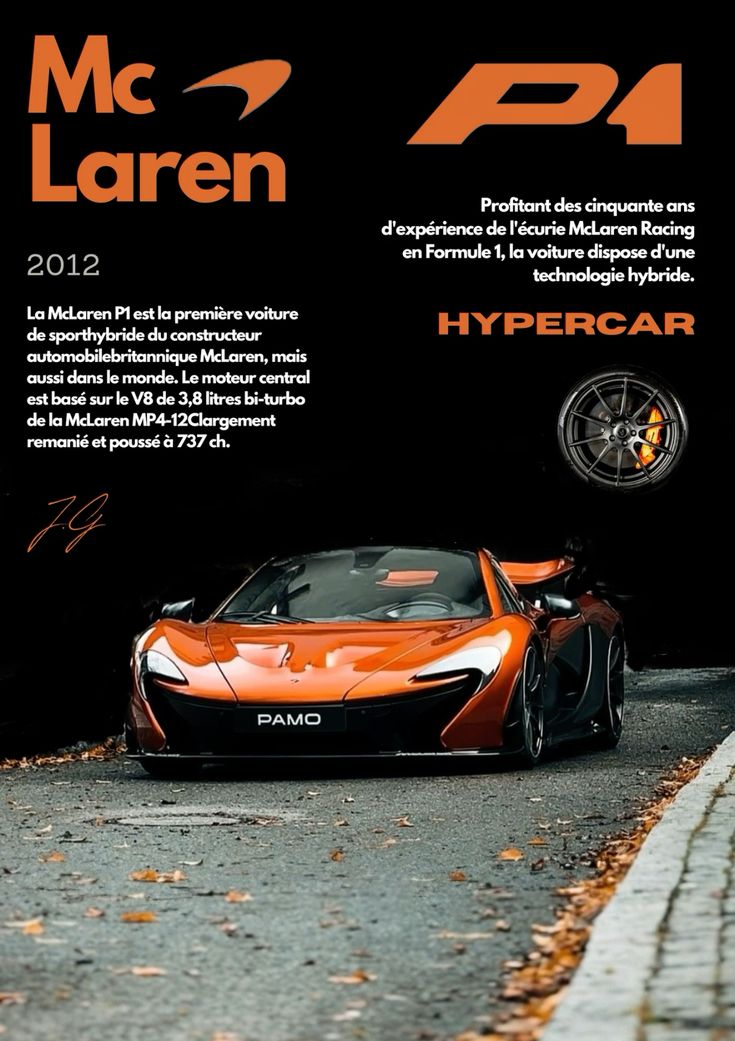 Mc
Laren
P1
Profitant des cinquante ans
d'expérience de l'écurie McLaren Racing
en Formule 1, la voiture dispose d'une
technologie hybride.
HYPERCAR
2012
La McLaren P1 est la première voiture
de sporthybride du constructeur
automobilebritannique McLaren, mais
aussi dans le monde. Le moteur central
est basé sur le V8 de 3,8 litres bi-turbo
de la McLaren MP4-12Clargement
remanié et poussé à 737 ch.
J.G
PAMO